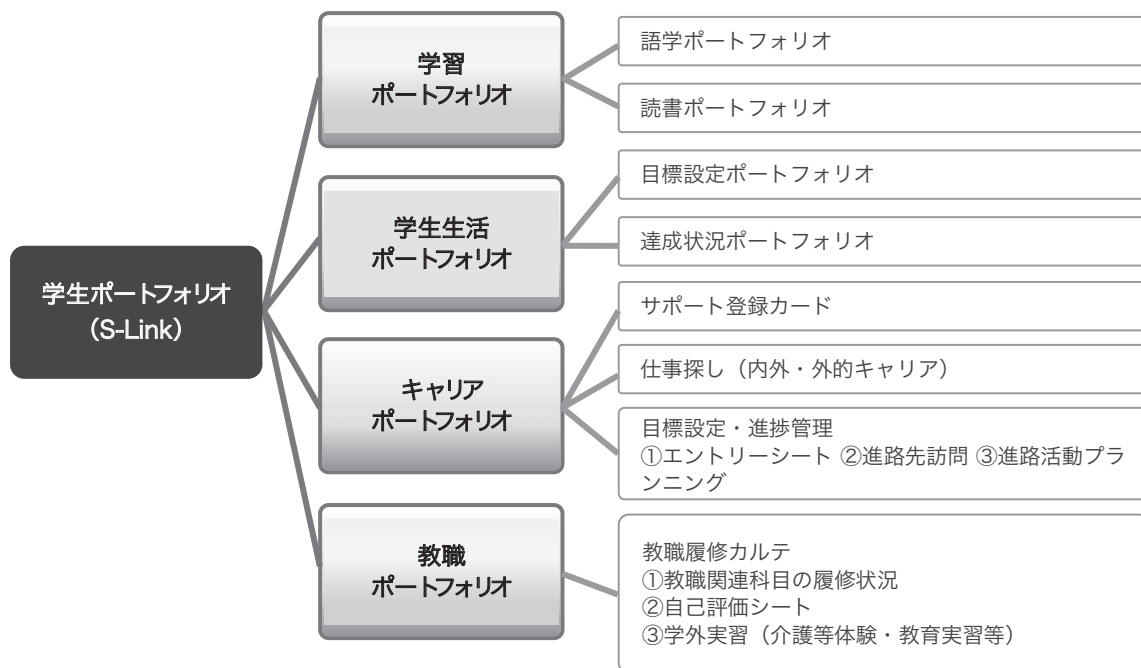 学生ポートフォリオ
(S-Link)
学習
ポートフォリオ
語学ポートフォリオ
読書ポートフォリオ
学生生活
ポートフォリオ
目標設定ポートフォリオ
達成状況ポートフォリオ
キャリア
ポートフォリオ
サポート登録カード
仕事探し（内外・外的キャリア）
目標設定・進捗管理
①エントリーシート ②進路先訪問 ③進路活動プラ
ンニング
教職
ポートフォリオ
教職履修カルテ
①教職関連科目の履修状況
②自己評価シート
③学外実習（介護等体験・教育実習等）